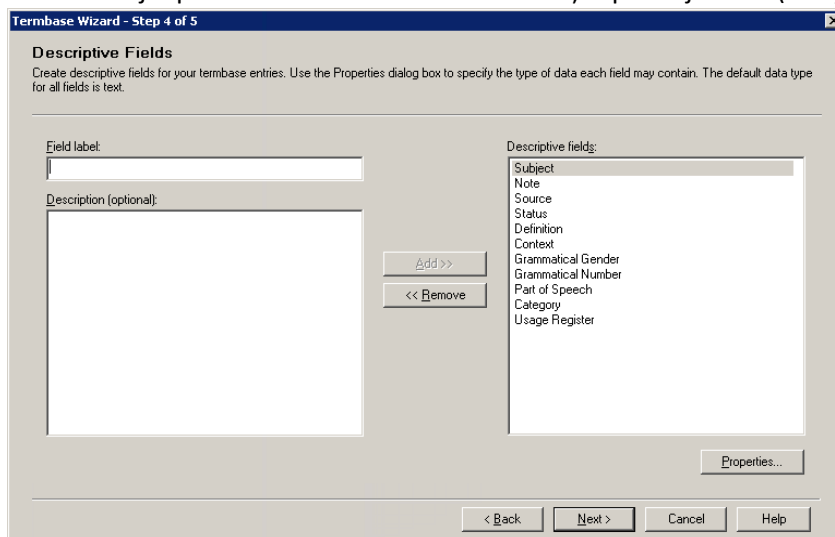 Termbase Wizard - Step 4 of 5
Descriptive Fields
Create descriptive fields for your termbase entries. Use the Properties dialog box to specify the type of data each field may contain. The default data type
for all fields is text.
Field label:
Description (optional):
Add >>
<< Remove
Descriptive fields:
Subject
Note
Source
Status
Definition
Context
Grammatical Gender
Grammatical Number
Part of Speech
Category
Usage Register
Properties...
< Back
Next >
Cancel
Help